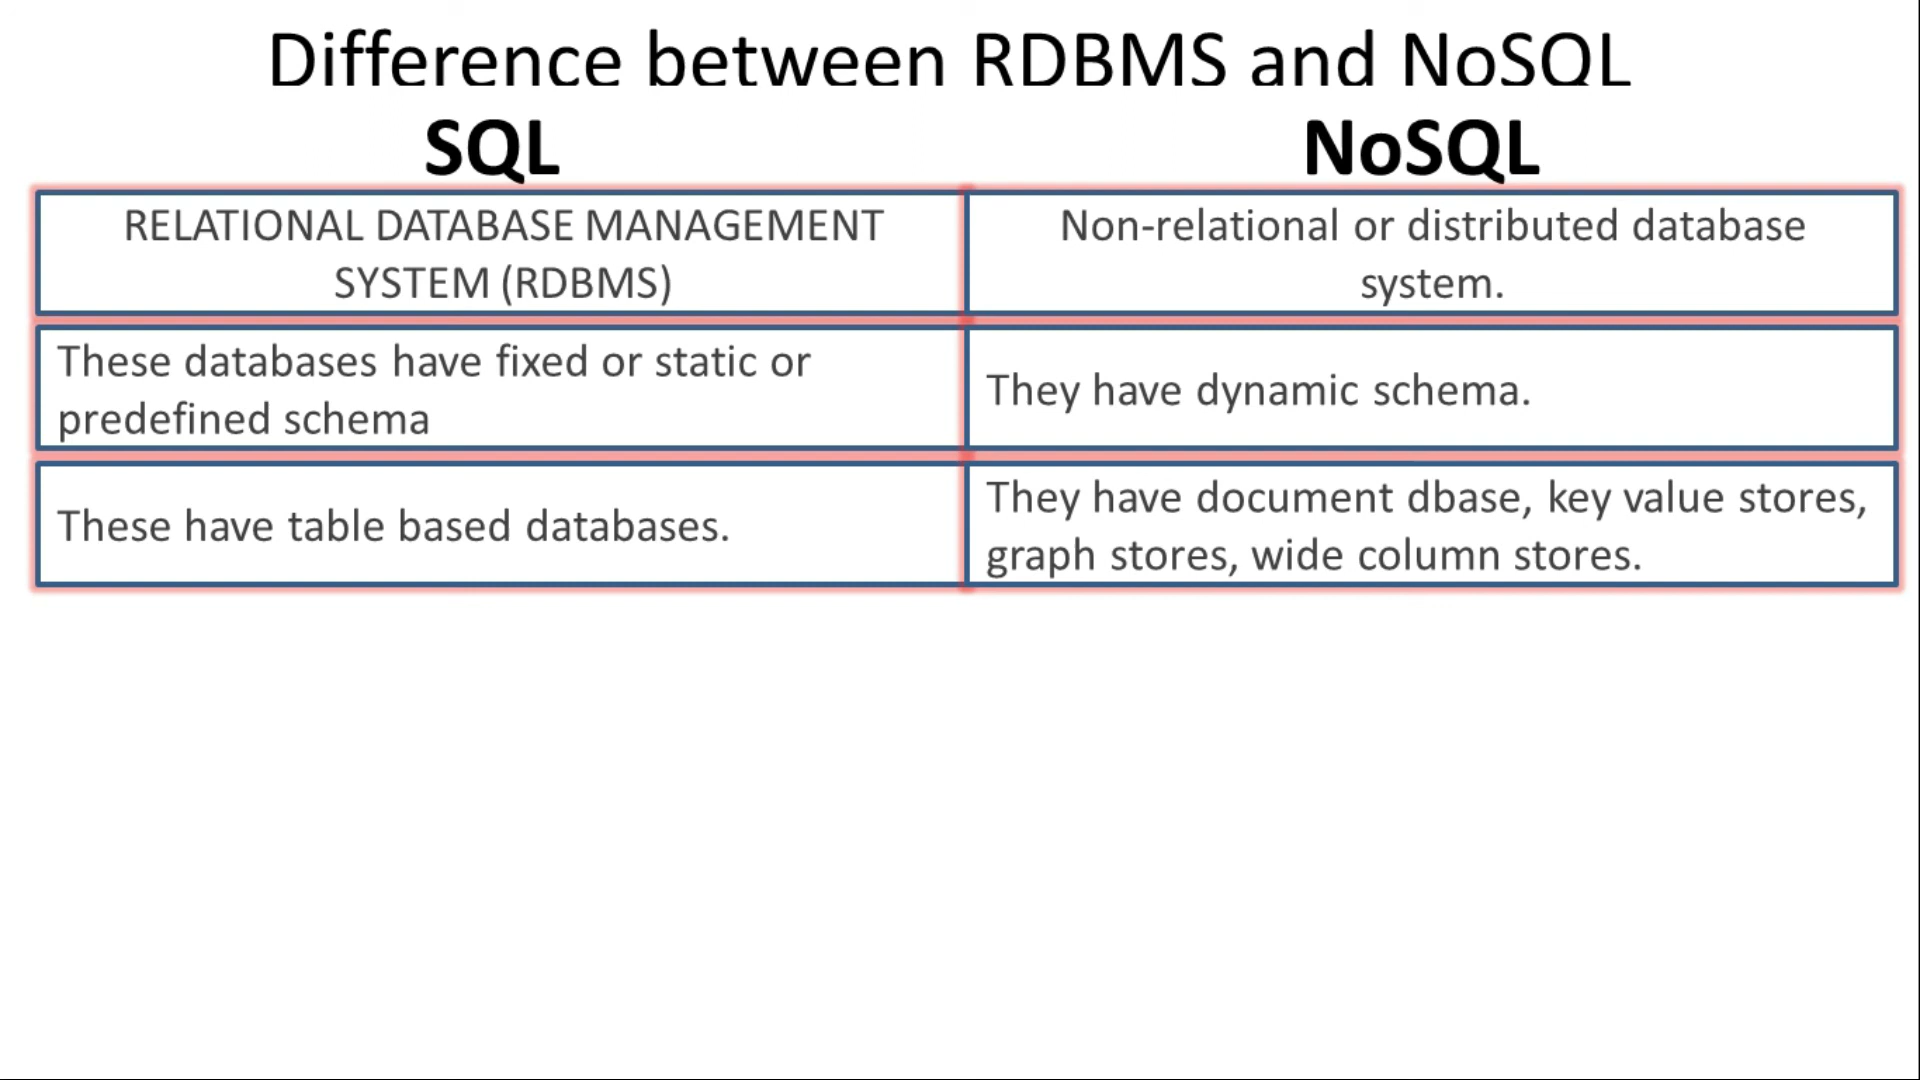 Difference between RDBMS and NoSQL
SQL
NoSQL
RELATIONAL DATABASE MANAGEMENT
SYSTEM (RDBMS)
Non-relational or distributed database
system.
These databases have fixed or static or
predefined schema
They have dynamic schema.
These have table based databases.
They have document dbase, key value stores,
graph stores, wide column stores.